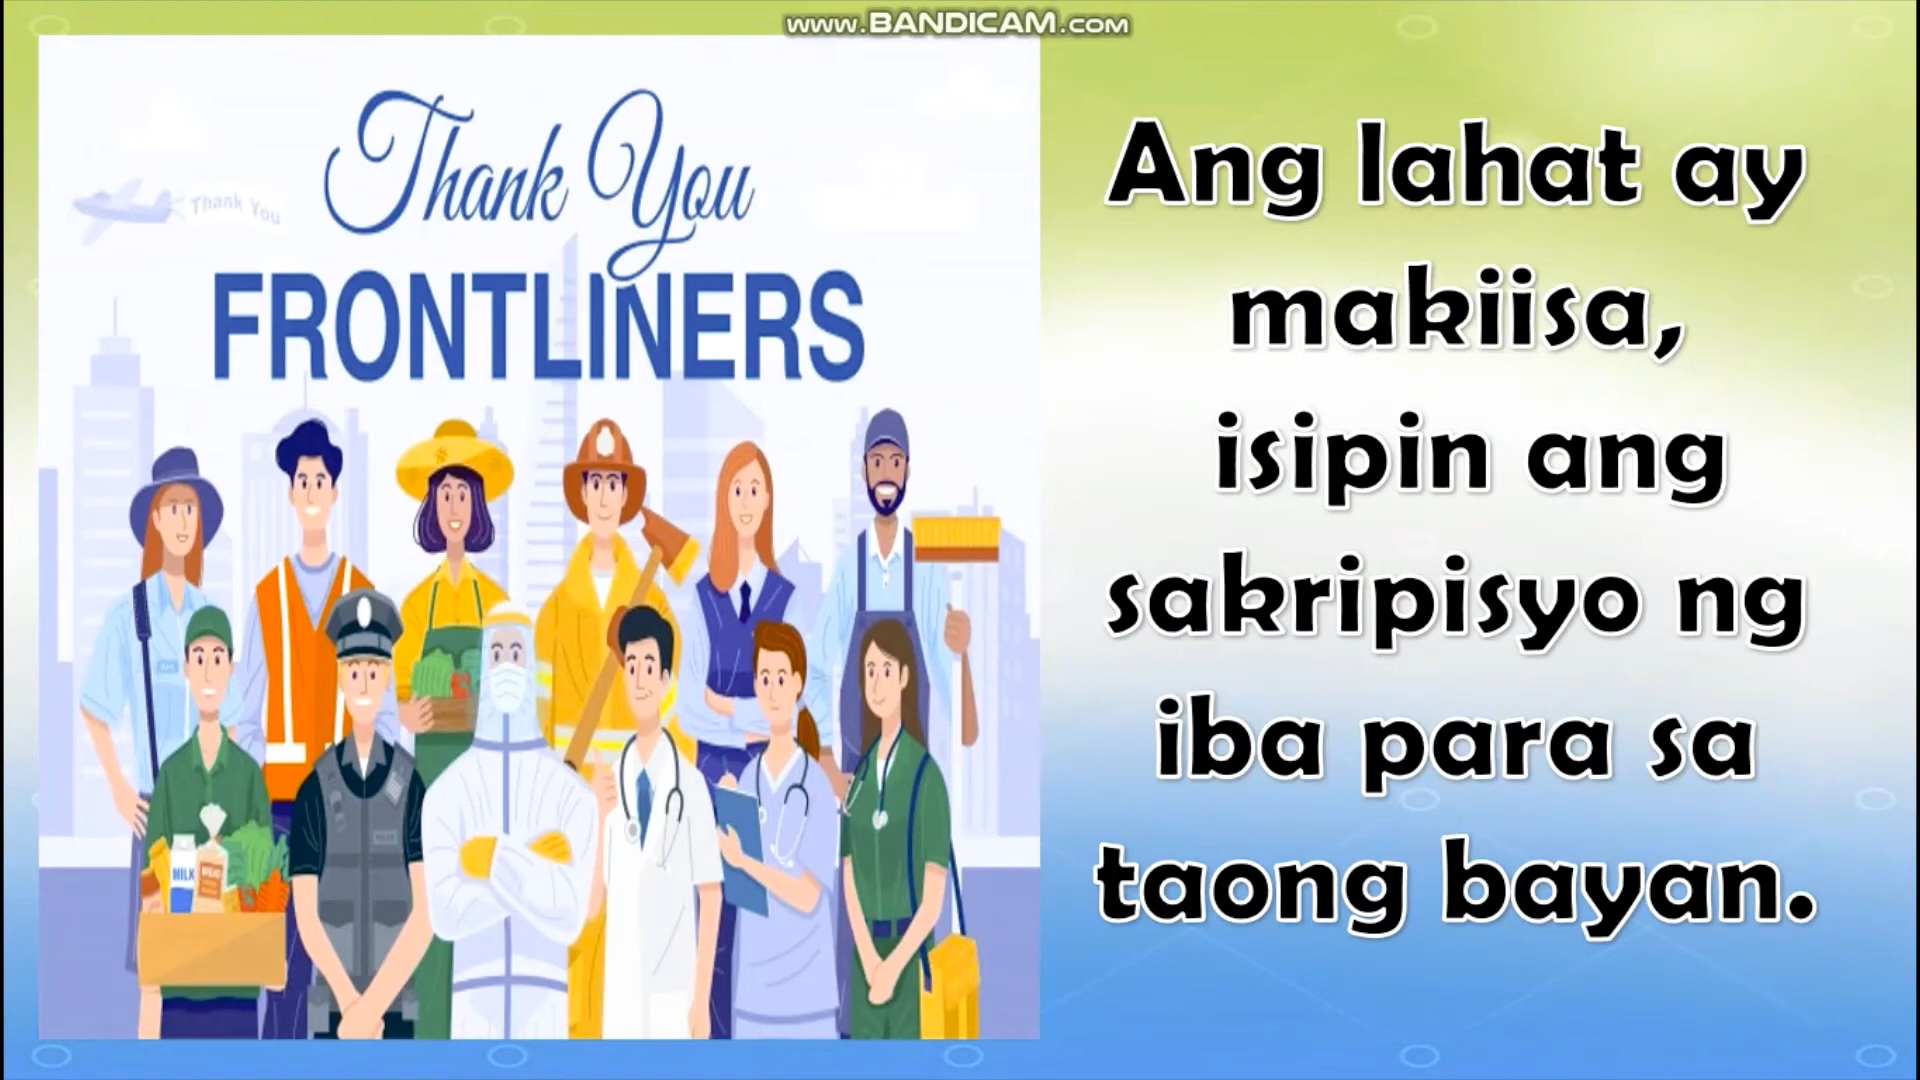 www.BANDICAM.com
Thank You
Thank You
FRONTLINERS
MILK
Ang lahat ay
makiisa,
isipin ang
sakripisyo ng
iba para sa
taong bayan.